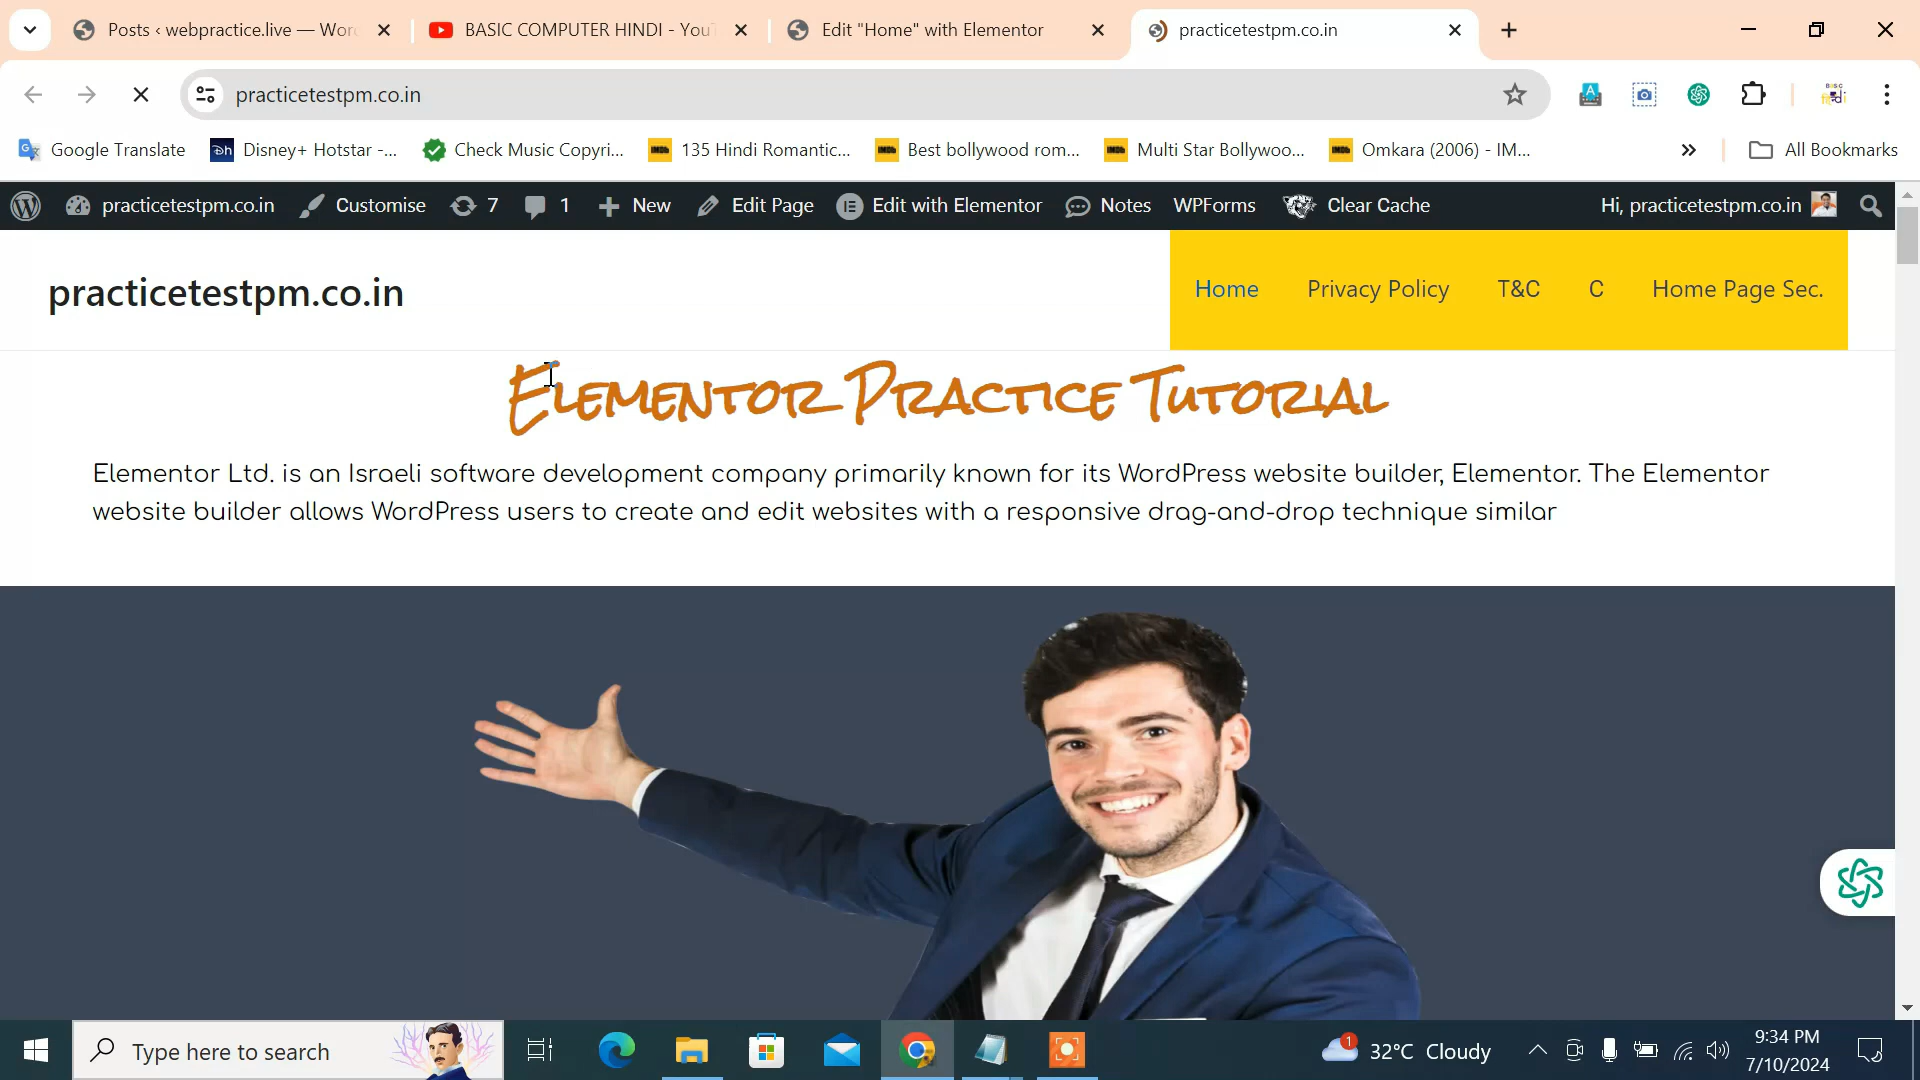 Posts ‹ webpractice.live — Wor
BASIC COMPUTER HINDI - YouT
Edit "Home" with Elementor
practicetestpm.co.in
practicetestpm.co.in
Google Translate
Disney+ Hotstar -...
Check Music Copyri...
135 Hindi Romantic...
Best bollywood rom...
Multi Star Bollywoo...
Omkara (2006) - IM...
»
All Bookmarks
practicetestpm.co.in
Customise
7
1
New
Edit Page
Edit with Elementor
Notes
WPForms
Clear Cache
Hi, practicetestpm.co.in
practicetestpm.co.in
Home
Privacy Policy
T&C
C
Home Page Sec.
Elementor Practice Tutorial
Elementor Ltd. is an Israeli software development company primarily known for its WordPress website builder, Elementor. The Elementor
website builder allows WordPress users to create and edit websites with a responsive drag-and-drop technique similar
Type here to search
1
32°C Cloudy
9:34 PM
7/10/2024